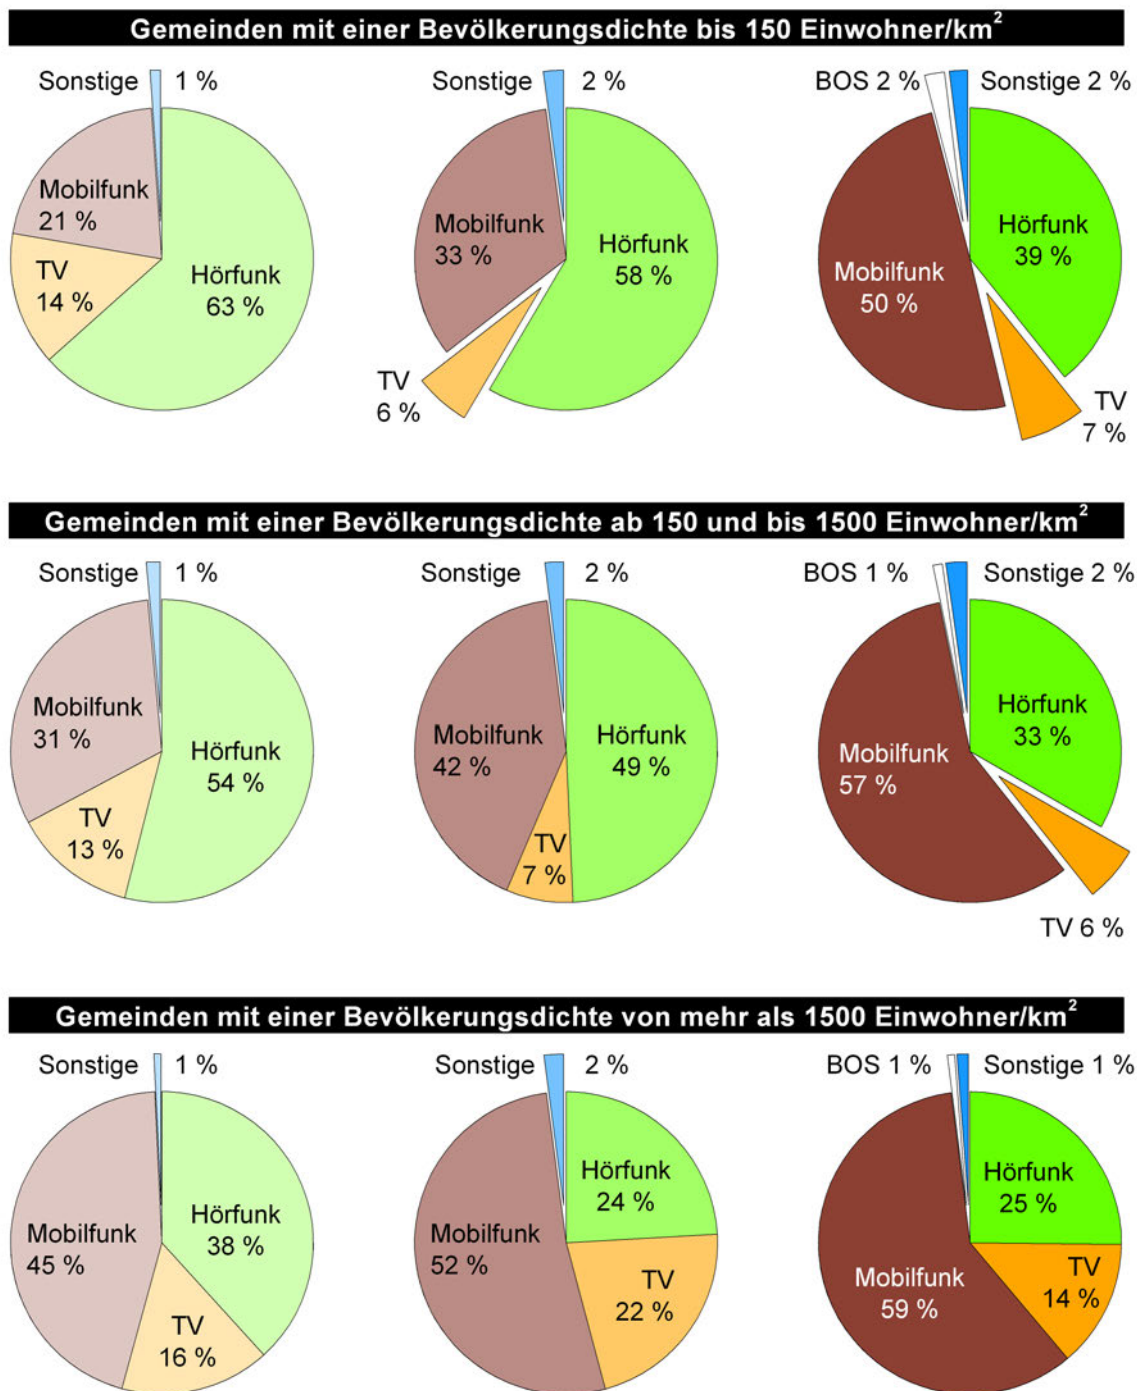 Gemeinden mit einer Bevölkerungsdichte bis 150 Einwohner/km²
Sonstige 1 %
Mobilfunk
21 %
TV
14 %
Hörfunk
63 %
Sonstige 2 %
Mobilfunk
33 %
Hörfunk
58 %
TV
6 %
BOS 2 %
Sonstige 2 %
Hörfunk
39 %
Mobilfunk
50 %
TV
7 %
Gemeinden mit einer Bevölkerungsdichte ab 150 und bis 1500 Einwohner/km²
Sonstige 1 %
Mobilfunk
31 %
Hörfunk
54 %
TV
13 %
Sonstige 2 %
Mobilfunk
42 %
Hörfunk
49 %
TV
7 %
BOS 1 %
Sonstige 2 %
Hörfunk
33 %
Mobilfunk
57 %
TV 6 %
Gemeinden mit einer Bevölkerungsdichte von mehr als 1500 Einwohner/km²
Sonstige 1 %
Hörfunk
38 %
Mobilfunk
45 %
TV
16 %
Sonstige 2 %
Hörfunk
24 %
Mobilfunk
52 %
TV
22 %
BOS 1 %
Sonstige 1 %
Hörfunk
25 %
TV
14 %
Mobilfunk
59 %